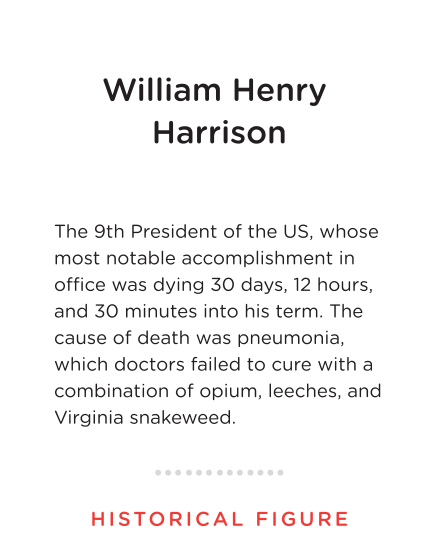 William Henry
Harrison
The 9th President of the US, whose
most notable accomplishment in
office was dying 30 days, 12 hours,
and 30 minutes into his term. The
cause of death was pneumonia,
which doctors failed to cure with a
combination of opium, leeches, and
Virginia snakeweed.
HISTORICAL FIGURE